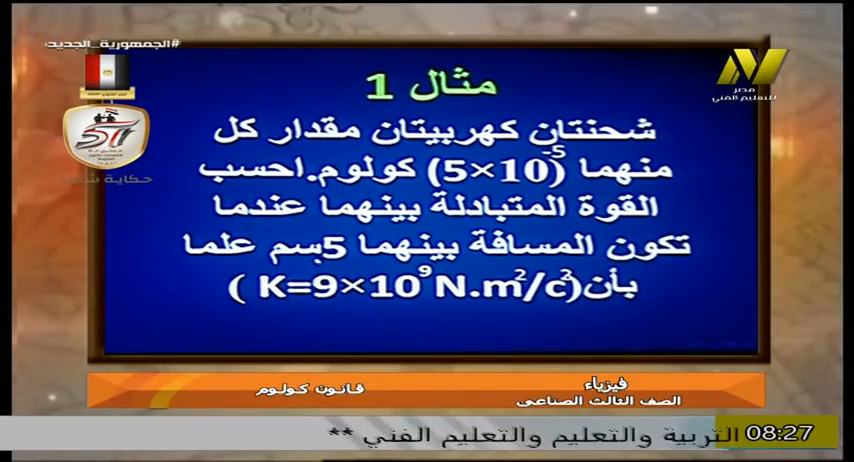 #الجمهورية_الجديدة
مصر
للتعليم الفني
57
حكاية شعب
مثال 1
شحنتان كهربيتان مقدار كل
منهما (5×10⁻⁵) كولوم.احسب
القوة المتبادلة بينهما عندما
تكون المسافة بينهما 5سم علما
بأن(K=9×10⁹ N.m²/c²)
فيزياء
الصف الثالث الصناعى
قانون كولوم
التربية والتعليم والتعليم الفني **
08:27